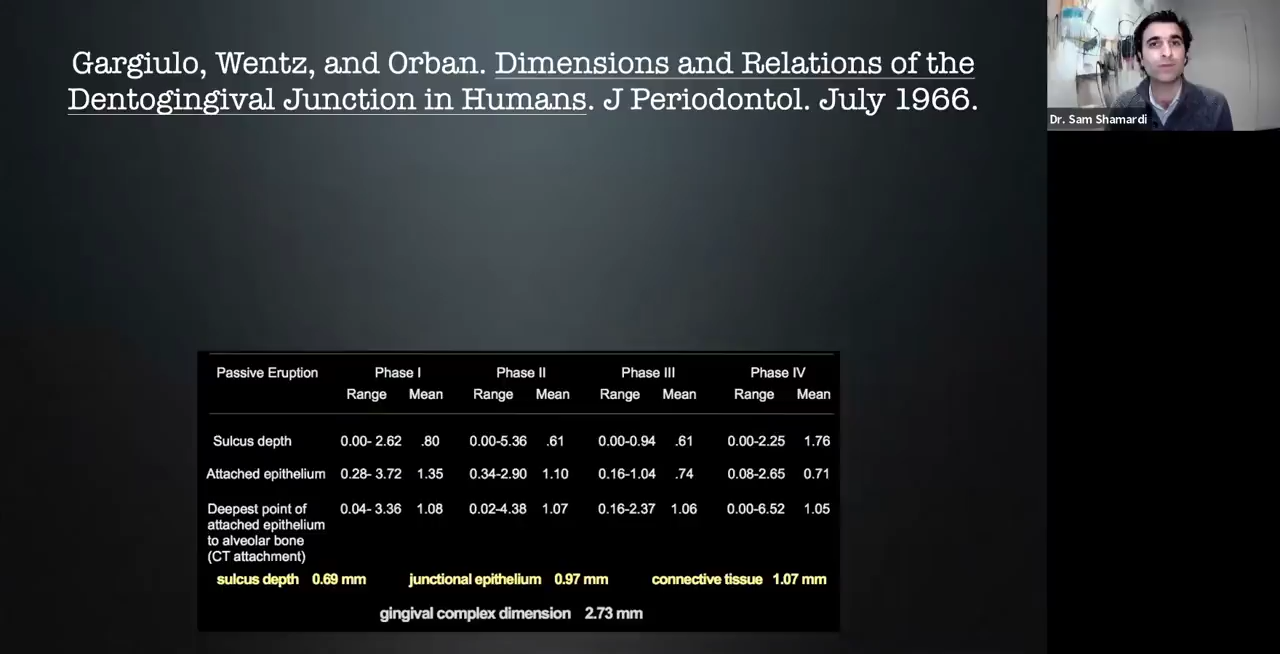 Gargiulo, Wentz, and Orban. Dimensions and Relations of the
Dentogingival Junction in Humans. J Periodontol. July 1966.
Dr. Sam Shamardi
Passive Eruption Phase I Phase II Phase III Phase IV
Range Mean Range Mean Range Mean Range Mean
Sulcus depth 0.00- 2.62 .80 0.00-5.36 .61 0.00-0.94 .61 0.00-2.25 1.76
Attached epithelium 0.28- 3.72 1.35 0.34-2.90 1.10 0.16-1.04 .74 0.08-2.65 0.71
Deepest point of 0.04- 3.36 1.08 0.02-4.38 1.07 0.16-2.37 1.06 0.00-6.52 1.05
attached epithelium
to alveolar bone
(CT attachment)
sulcus depth 0.69 mm junctional epithelium 0.97 mm connective tissue 1.07 mm
gingival complex dimension 2.73 mm